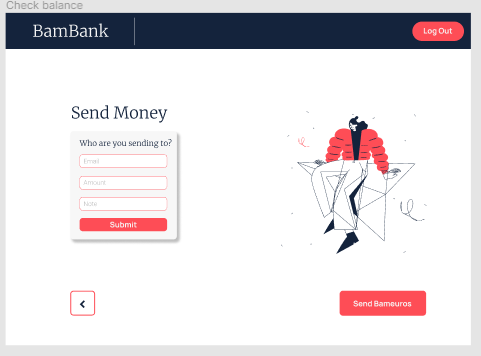 Check balance
BamBank
Log Out
Send Money
Who are you sending to?
Email
Amount
Note
Submit
Send Bameuros